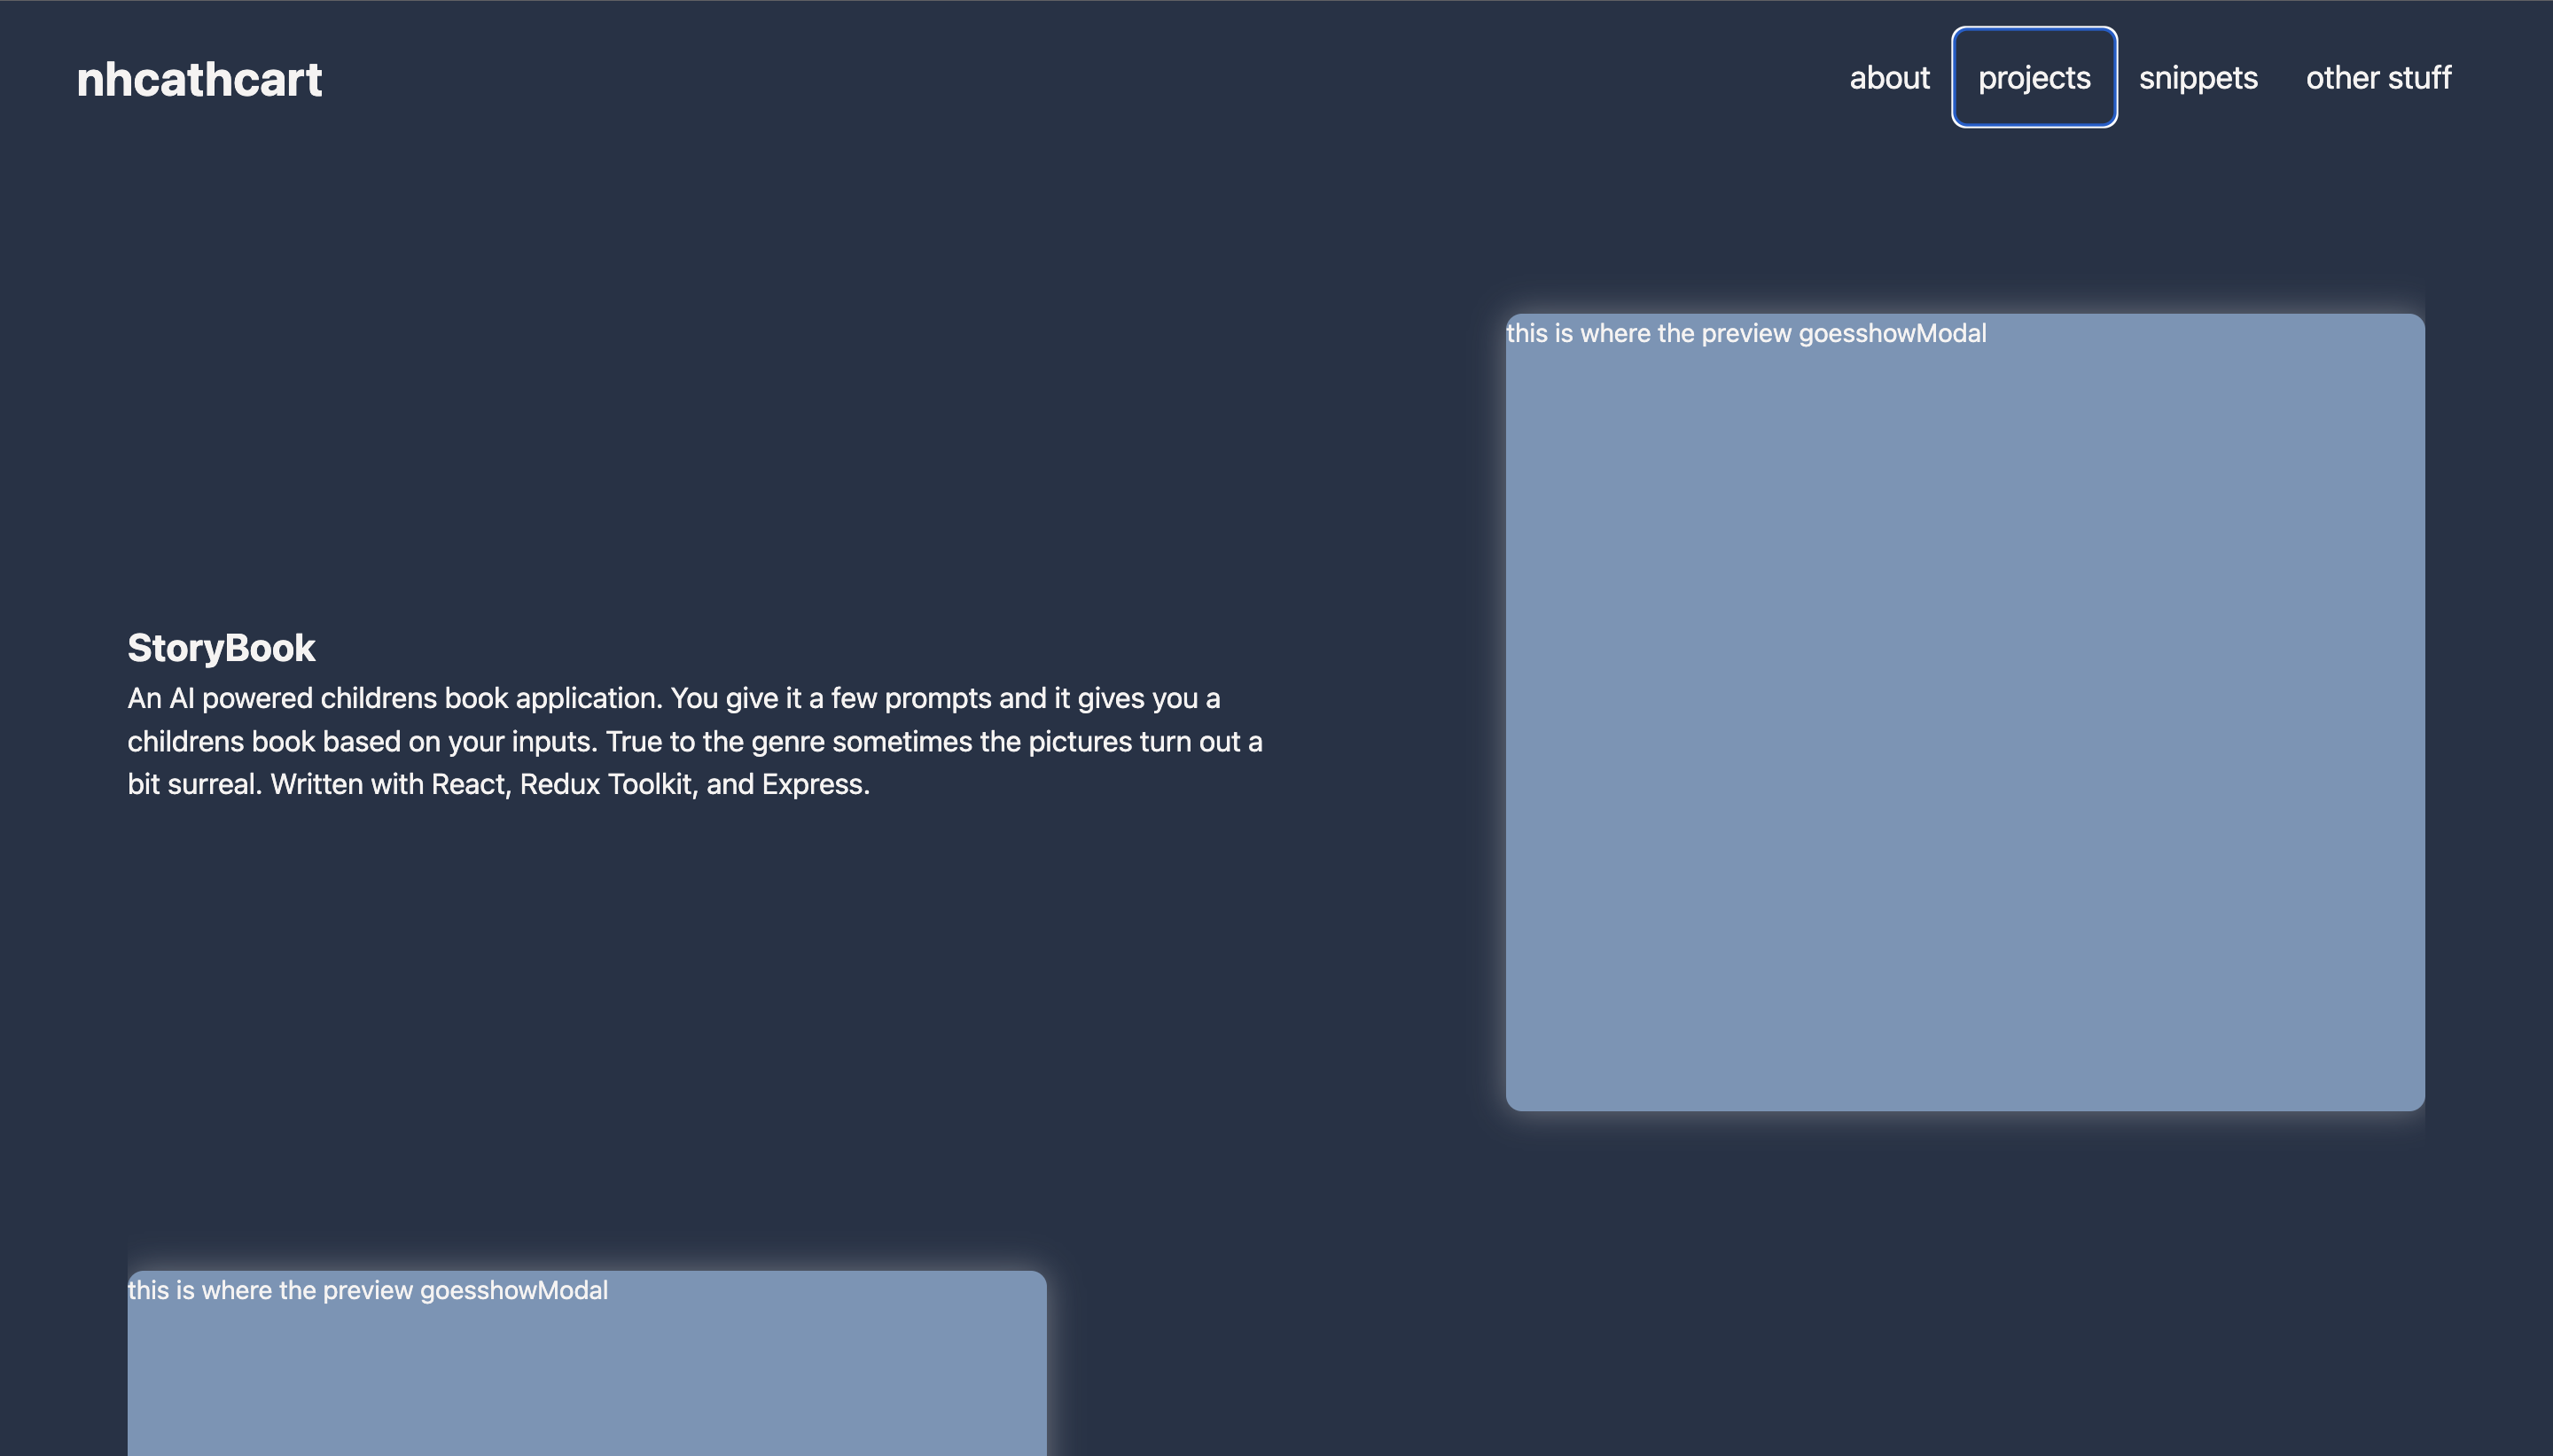 nhcathcart
about projects snippets other stuff
this is where the preview goesshowModal
StoryBook
An AI powered childrens book application. You give it a few prompts and it gives you a
childrens book based on your inputs. True to the genre sometimes the pictures turn out a
bit surreal. Written with React, Redux Toolkit, and Express.
this is where the preview goesshowModal